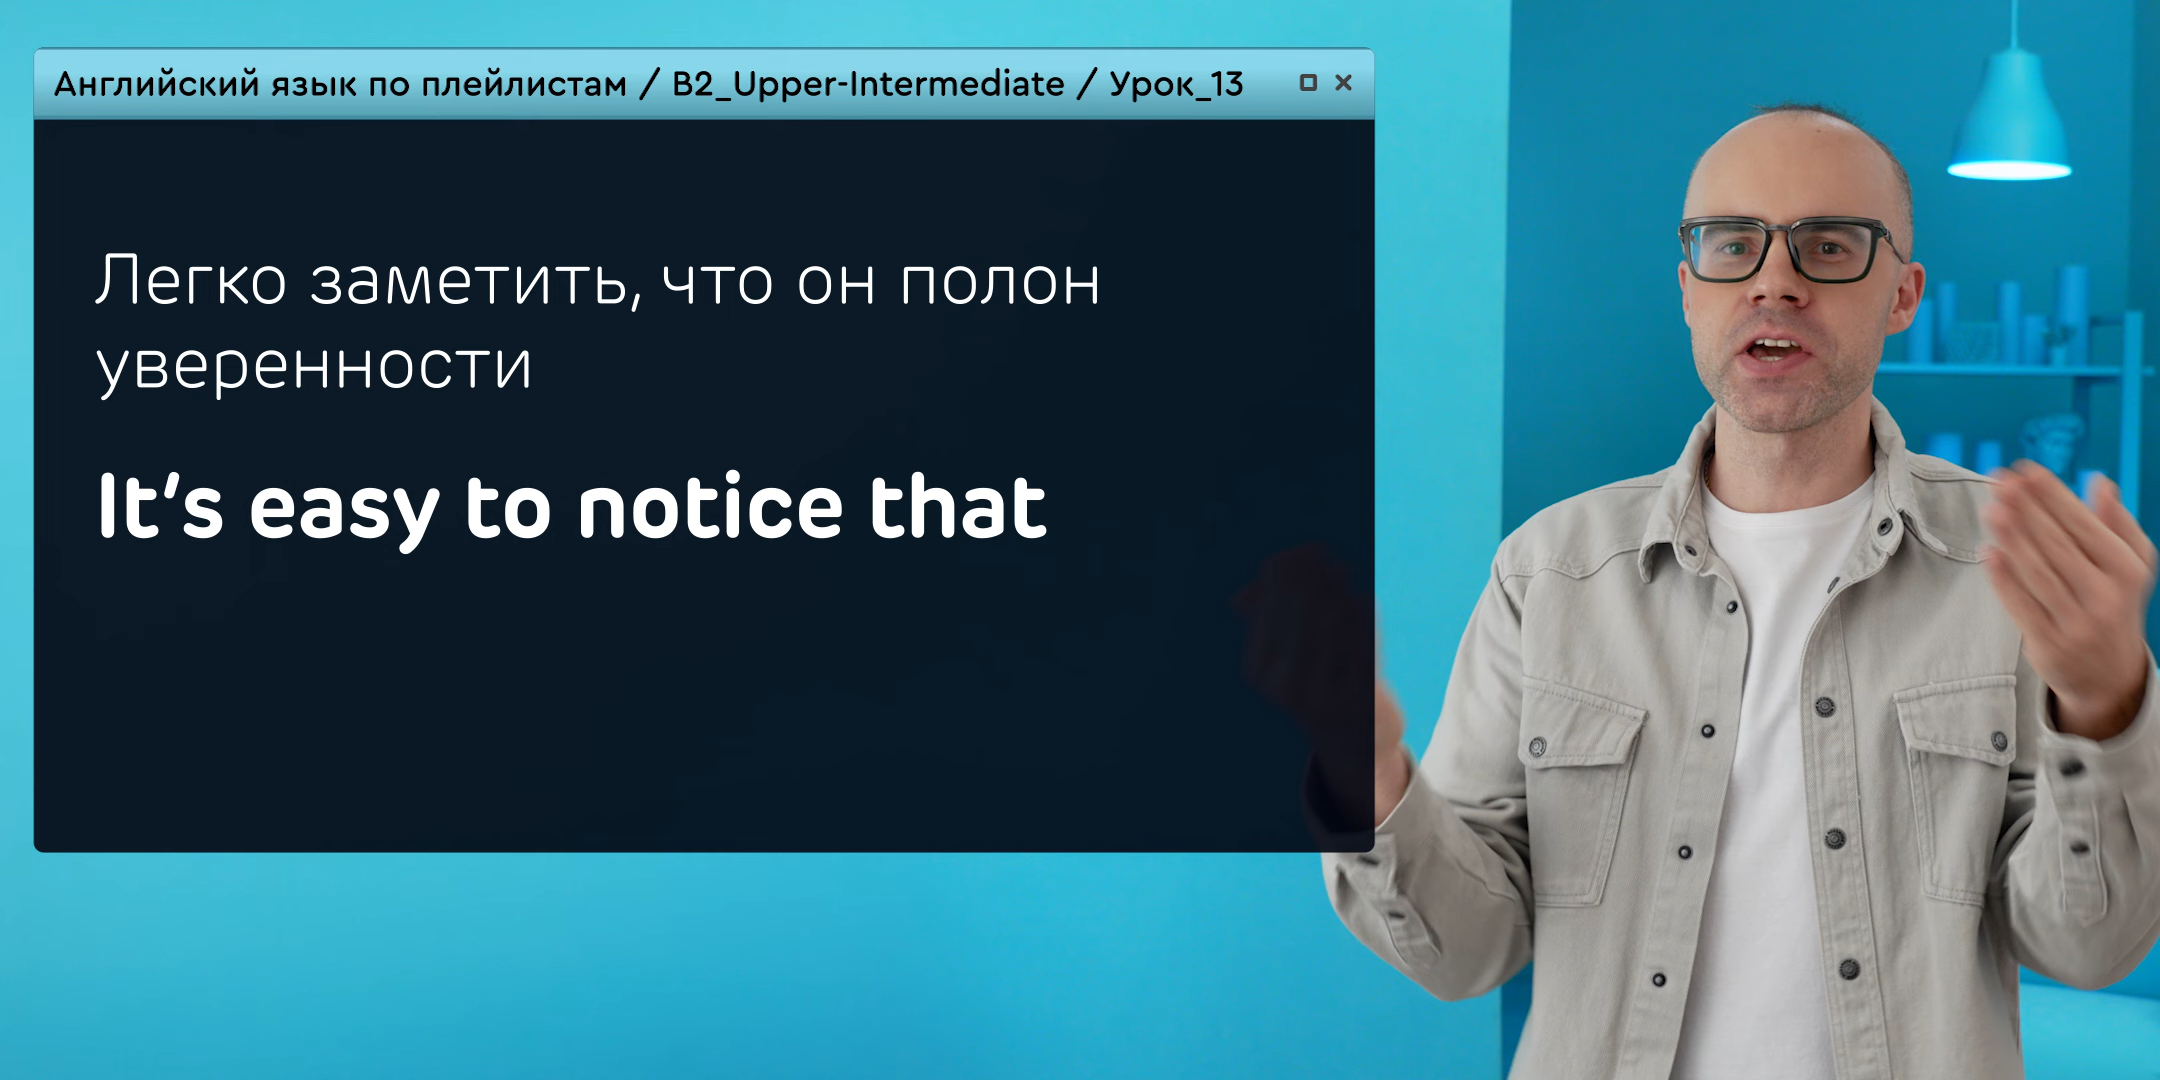 Английский язык по плейлистам / B2_Upper-Intermediate / Урок_13
Легко заметить, что он полон
уверенности
It's easy to notice that